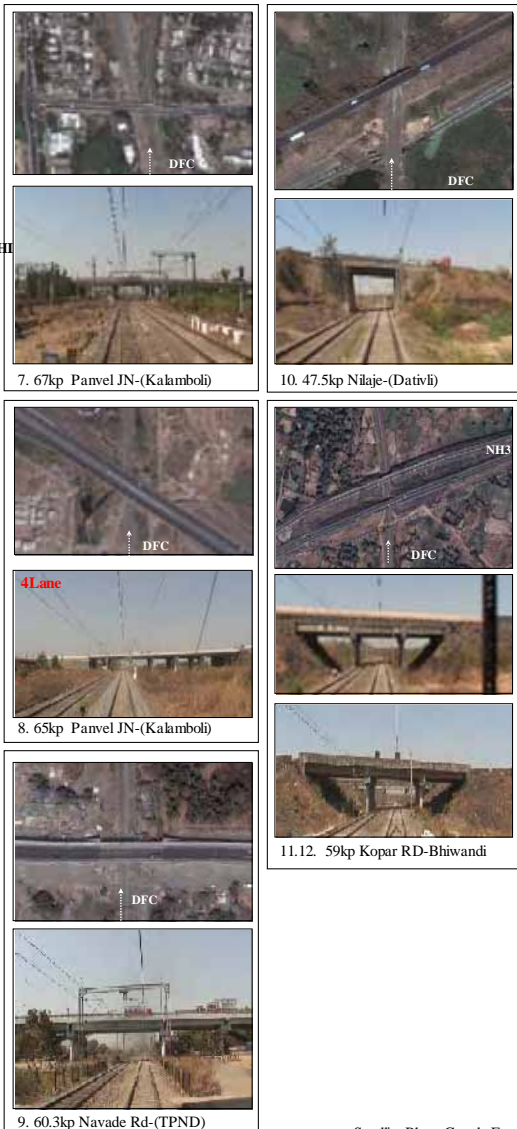 DFC
7. 67kp Panvel JN-(Kalamboli)
DFC
4Lane
8. 65kp Panvel JN-(Kalamboli)
DFC
9. 60.3kp Navade Rd-(TPND)
DFC
10. 47.5kp Nilaje-(Dativli)
NH3
DFC
11.12. 59kp Kopar RD-Bhiwandi